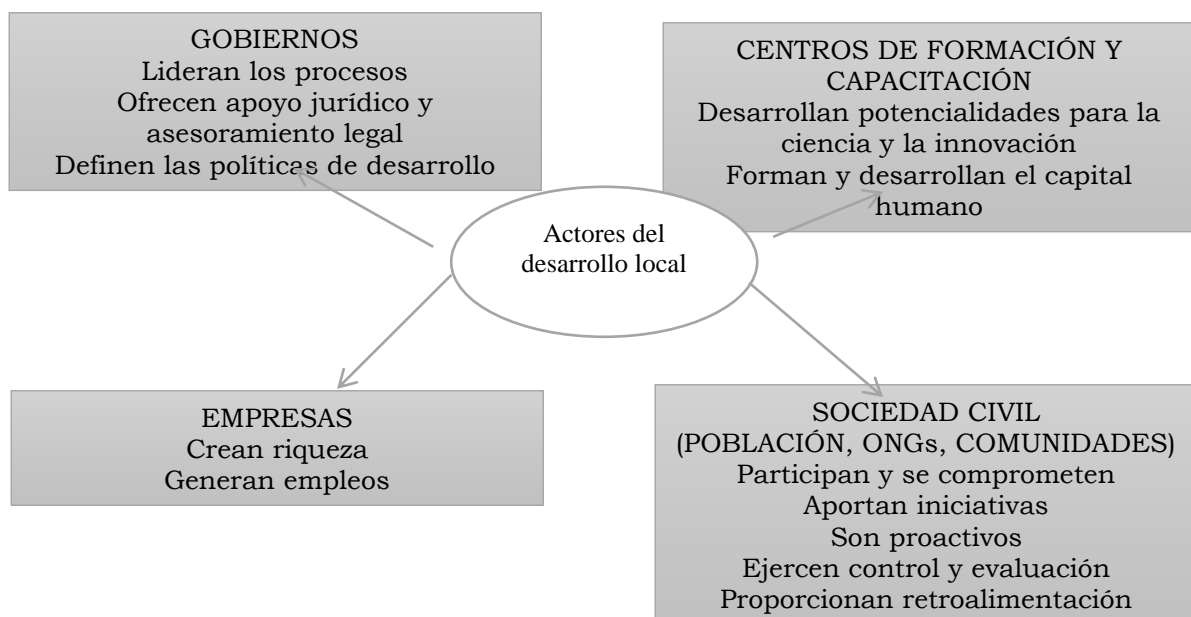 GOBIERNOS
Lideran los procesos
Ofrecen apoyo jurídico y
asesoramiento legal
Definen las políticas de desarrollo
CENTROS DE FORMACIÓN Y
CAPACITACIÓN
Desarrollan potencialidades para la
ciencia y la innovación
Forman y desarrollan el capital
humano
Actores del
desarrollo local
EMPRESAS
Crean riqueza
Generan empleos
SOCIEDAD CIVIL
(POBLACIÓN, ONGs, COMUNIDADES)
Participan y se comprometen
Aportan iniciativas
Son proactivos
Ejercen control y evaluación
Proporcionan retroalimentación